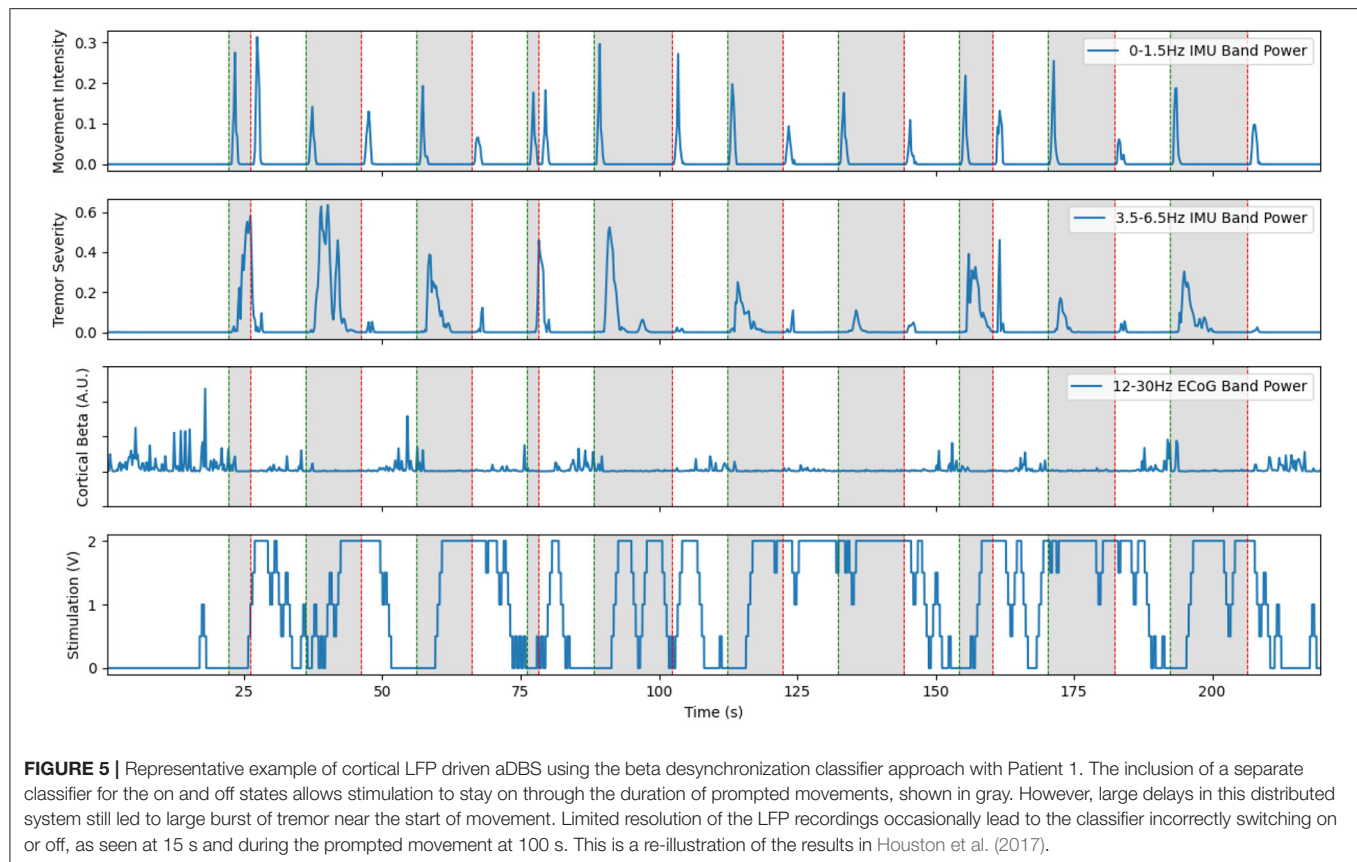 0.3
0.2
0.1
0.0
Movement Intensity
0-1.5Hz IMU Band Power
0.6
0.4
0.2
0.0
Tremor Severity
3.5-6.5Hz IMU Band Power
Cortical Beta (A.U.)
12-30Hz ECoG Band Power
2
1
0
Stimulation (V)
25 50 75 100 125 150 175 200
Time (s)
FIGURE 5 | Representative example of cortical LFP driven aDBS using the beta desynchronization classifier approach with Patient 1. The inclusion of a separate
classifier for the on and off states allows stimulation to stay on through the duration of prompted movements, shown in gray. However, large delays in this distributed
system still led to large burst of tremor near the start of movement. Limited resolution of the LFP recordings occasionally lead to the classifier incorrectly switching on
or off, as seen at 15 s and during the prompted movement at 100 s. This is a re-illustration of the results in Houston et al. (2017).